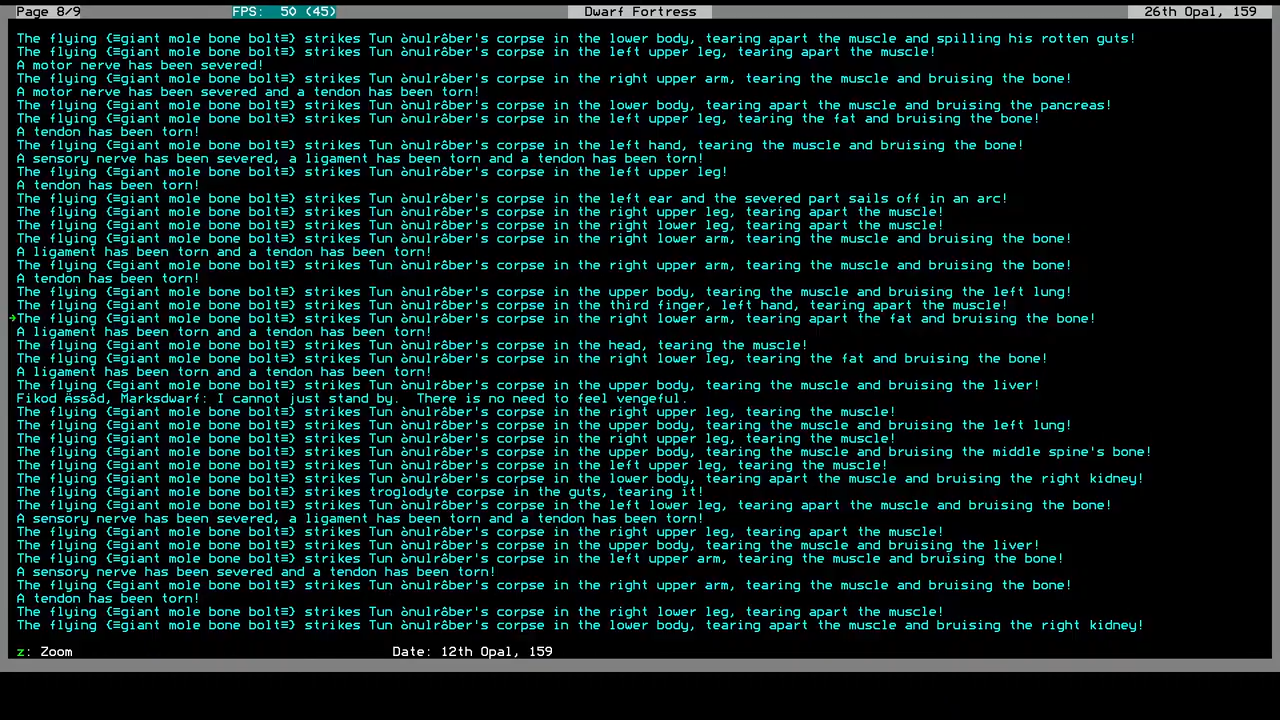 Page 8/9 FPS: 50 (45) Dwarf Fortress 26th Opal, 159
The flying {≡giant mole bone bolt≡} strikes Tun ònulrôber's corpse in the lower body, tearing apart the muscle and spilling his rotten guts!
The flying {≡giant mole bone bolt≡} strikes Tun ònulrôber's corpse in the left upper leg, tearing apart the muscle!
A motor nerve has been severed!
The flying {≡giant mole bone bolt≡} strikes Tun ònulrôber's corpse in the right upper arm, tearing the muscle and bruising the bone!
A motor nerve has been severed and a tendon has been torn!
The flying {≡giant mole bone bolt≡} strikes Tun ònulrôber's corpse in the lower body, tearing apart the muscle and bruising the pancreas!
The flying {≡giant mole bone bolt≡} strikes Tun ònulrôber's corpse in the left upper leg, tearing the fat and bruising the bone!
A tendon has been torn!
The flying {≡giant mole bone bolt≡} strikes Tun ònulrôber's corpse in the left hand, tearing the muscle and bruising the bone!
A sensory nerve has been severed, a ligament has been torn and a tendon has been torn!
The flying {≡giant mole bone bolt≡} strikes Tun ònulrôber's corpse in the left upper leg!
A tendon has been torn!
The flying {≡giant mole bone bolt≡} strikes Tun ònulrôber's corpse in the left ear and the severed part sails off in an arc!
The flying {≡giant mole bone bolt≡} strikes Tun ònulrôber's corpse in the right upper leg, tearing apart the muscle!
The flying {≡giant mole bone bolt≡} strikes Tun ònulrôber's corpse in the right lower leg, tearing apart the muscle!
The flying {≡giant mole bone bolt≡} strikes Tun ònulrôber's corpse in the right lower arm, tearing the muscle and bruising the bone!
A ligament has been torn and a tendon has been torn!
The flying {≡giant mole bone bolt≡} strikes Tun ònulrôber's corpse in the right upper arm, tearing the muscle and bruising the bone!
A tendon has been torn!
The flying {≡giant mole bone bolt≡} strikes Tun ònulrôber's corpse in the upper body, tearing the muscle and bruising the left lung!
The flying {≡giant mole bone bolt≡} strikes Tun ònulrôber's corpse in the third finger, left hand, tearing apart the muscle!
→The flying {≡giant mole bone bolt≡} strikes Tun ònulrôber's corpse in the right lower arm, tearing apart the fat and bruising the bone!
A ligament has been torn and a tendon has been torn!
The flying {≡giant mole bone bolt≡} strikes Tun ònulrôber's corpse in the head, tearing the muscle!
The flying {≡giant mole bone bolt≡} strikes Tun ònulrôber's corpse in the right lower leg, tearing the fat and bruising the bone!
A ligament has been torn and a tendon has been torn!
The flying {≡giant mole bone bolt≡} strikes Tun ònulrôber's corpse in the upper body, tearing the muscle and bruising the liver!
Fikod Ässôd, Marksdwarf: I cannot just stand by.  There is no need to feel vengeful.
The flying {≡giant mole bone bolt≡} strikes Tun ònulrôber's corpse in the right upper leg, tearing the muscle!
The flying {≡giant mole bone bolt≡} strikes Tun ònulrôber's corpse in the upper body, tearing the muscle and bruising the left lung!
The flying {≡giant mole bone bolt≡} strikes Tun ònulrôber's corpse in the right upper leg, tearing the muscle!
The flying {≡giant mole bone bolt≡} strikes Tun ònulrôber's corpse in the upper body, tearing the muscle and bruising the middle spine's bone!
The flying {≡giant mole bone bolt≡} strikes Tun ònulrôber's corpse in the left upper leg, tearing the muscle!
The flying {≡giant mole bone bolt≡} strikes Tun ònulrôber's corpse in the lower body, tearing apart the muscle and bruising the right kidney!
The flying {≡giant mole bone bolt≡} strikes troglodyte corpse in the guts, tearing it!
The flying {≡giant mole bone bolt≡} strikes Tun ònulrôber's corpse in the left lower leg, tearing apart the muscle and bruising the bone!
A sensory nerve has been severed, a ligament has been torn and a tendon has been torn!
The flying {≡giant mole bone bolt≡} strikes Tun ònulrôber's corpse in the right upper leg, tearing apart the muscle!
The flying {≡giant mole bone bolt≡} strikes Tun ònulrôber's corpse in the upper body, tearing the muscle and bruising the liver!
The flying {≡giant mole bone bolt≡} strikes Tun ònulrôber's corpse in the left upper arm, tearing the muscle and bruising the bone!
A sensory nerve has been severed and a tendon has been torn!
The flying {≡giant mole bone bolt≡} strikes Tun ònulrôber's corpse in the right upper arm, tearing the muscle and bruising the bone!
A tendon has been torn!
The flying {≡giant mole bone bolt≡} strikes Tun ònulrôber's corpse in the right lower leg, tearing apart the muscle!
The flying {≡giant mole bone bolt≡} strikes Tun ònulrôber's corpse in the lower body, tearing apart the muscle and bruising the right kidney!
z: Zoom Date: 12th Opal, 159